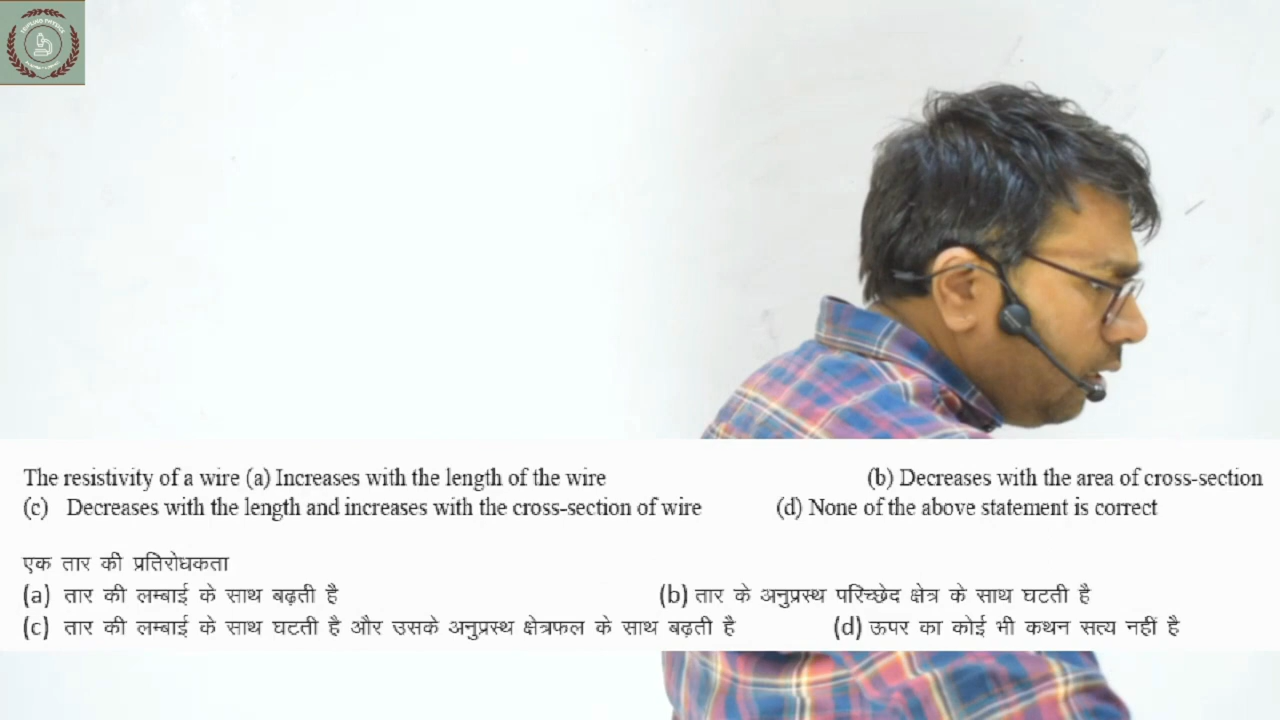 The resistivity of a wire (a) Increases with the length of the wire (b) Decreases with the area of cross-section
(c) Decreases with the length and increases with the cross-section of wire (d) None of the above statement is correct
एक तार की प्रतिरोधकता
(a) तार की लम्बाई के साथ बढ़ती है (b) तार के अनुप्रस्थ परिच्छेद क्षेत्र के साथ घटती है
(c) तार की लम्बाई के साथ घटती है और उसके अनुप्रस्थ क्षेत्रफल के साथ बढ़ती है (d) ऊपर का कोई भी कथन सत्य नहीं है